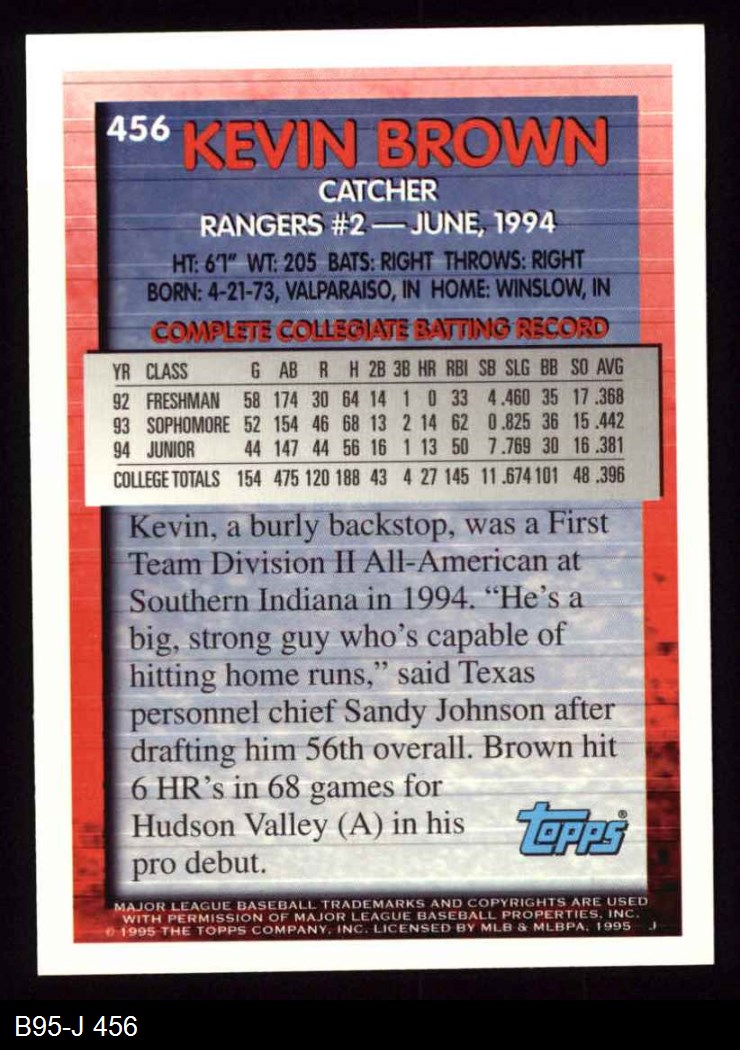 456 KEVIN BROWN
CATCHER
RANGERS #2 — JUNE, 1994
HT: 6'1" WT: 205 BATS: RIGHT THROWS: RIGHT
BORN: 4-21-73, VALPARAISO, IN HOME: WINSLOW, IN
COMPLETE COLLEGIATE BATTING RECORD
YR CLASS G AB R H 2B 3B HR RBI SB SLG BB SO AVG
92 FRESHMAN 58 174 30 64 14 1 0 33 4 .460 35 17 .368
93 SOPHOMORE 52 154 46 68 13 2 14 62 0 .825 36 15 .442
94 JUNIOR 44 147 44 56 16 1 13 50 7 .769 30 16 .381
COLLEGE TOTALS 154 475 120 188 43 4 27 145 11 .674 101 48 .396
Kevin, a burly backstop, was a First
Team Division II All-American at
Southern Indiana in 1994. “He’s a
big, strong guy who’s capable of
hitting home runs,” said Texas
personnel chief Sandy Johnson after
drafting him 56th overall. Brown hit
6 HR’s in 68 games for
Hudson Valley (A) in his
pro debut.
topps®
MAJOR LEAGUE BASEBALL TRADEMARKS AND COPYRIGHTS ARE USED
WITH PERMISSION OF MAJOR LEAGUE BASEBALL PROPERTIES, INC.
© 1995 THE TOPPS COMPANY, INC. LICENSED BY MLB & MLBPA, 1995 J
B95-J 456